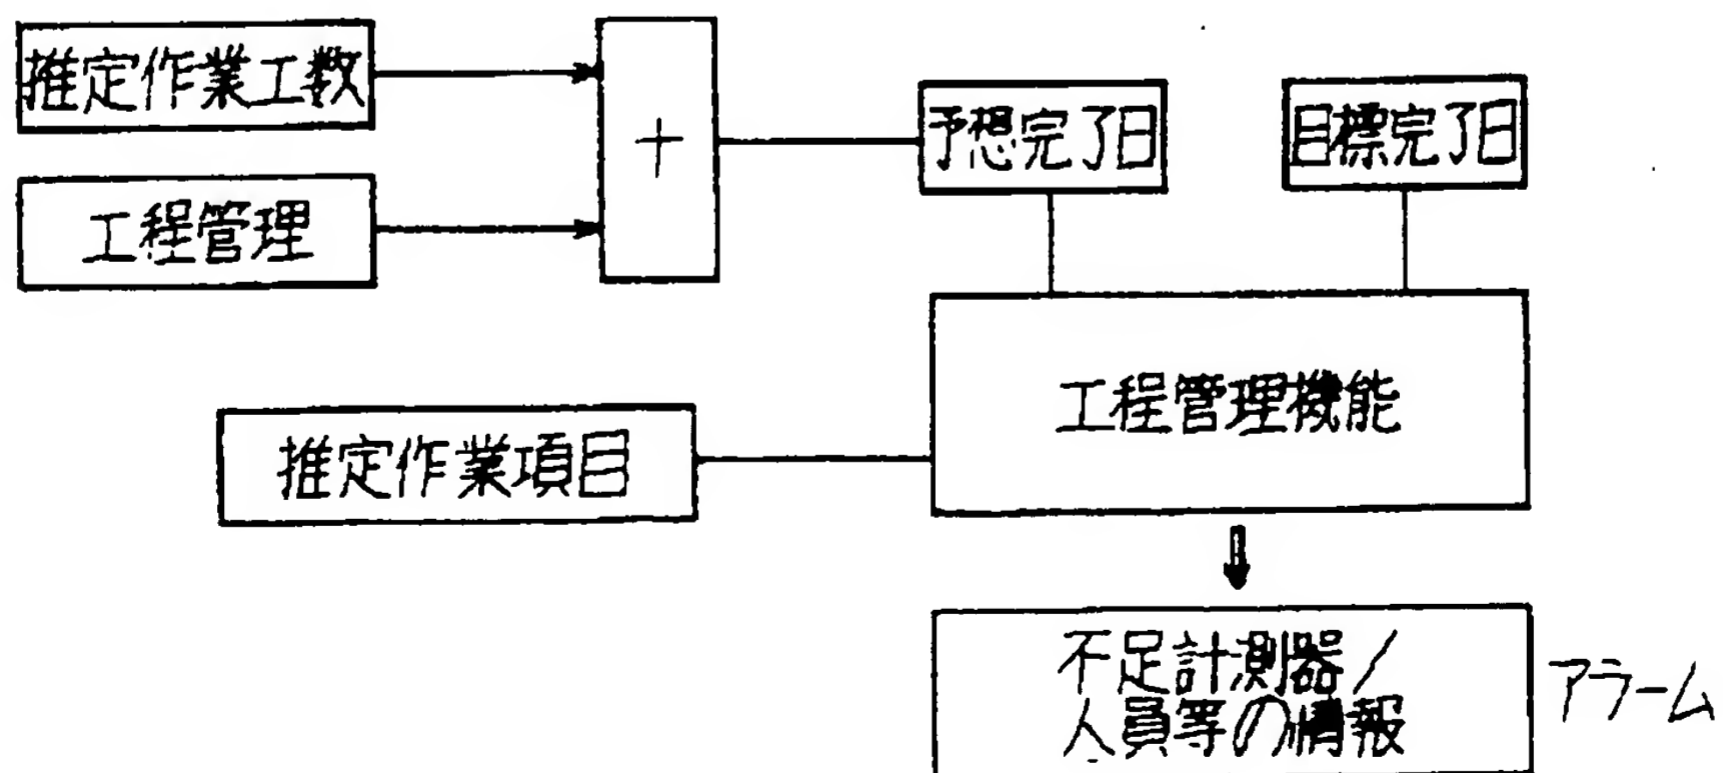 推定作業工数
工程管理
+
予想完了日
目標完了日
工程管理機能
推定作業項目
不足計測器/
人員等の情報
アラーム